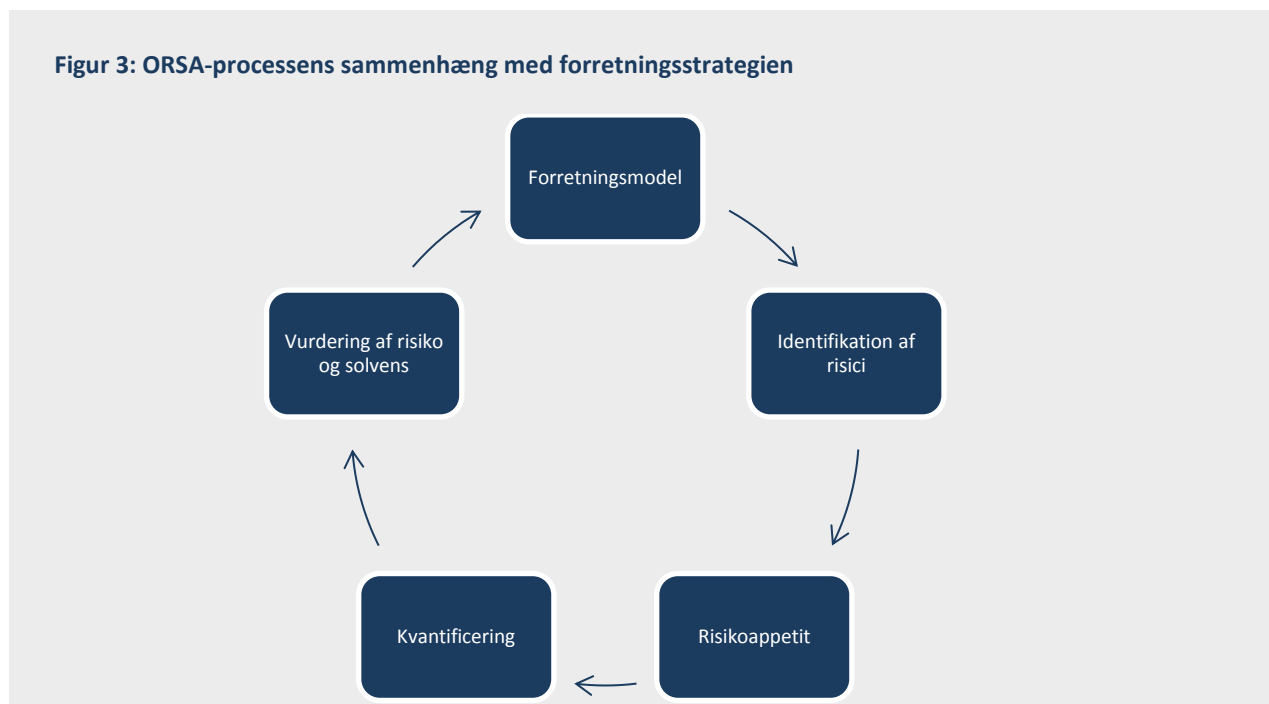 Figur 3: ORSA-processens sammenhæng med forretningsstrategien
Forretningsmodel
Identifikation af
risici
Risikoappetit
Kvantificering
Vurdering af risiko
og solvens